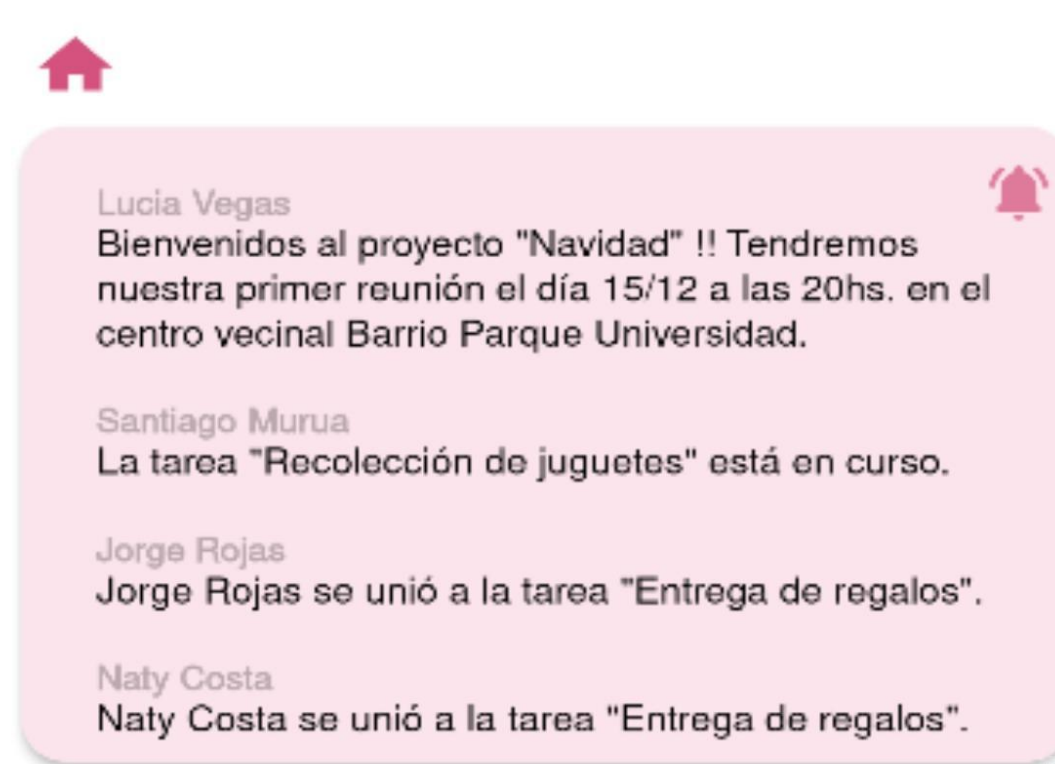 Lucia Vegas
Bienvenidos al proyecto "Navidad" !! Tendremos
nuestra primer reunión el día 15/12 a las 20hs. en el
centro vecinal Barrio Parque Universidad.
Santiago Murua
La tarea "Recolección de juguetes" está en curso.
Jorge Rojas
Jorge Rojas se unió a la tarea "Entrega de regalos".
Naty Costa
Naty Costa se unió a la tarea "Entrega de regalos".